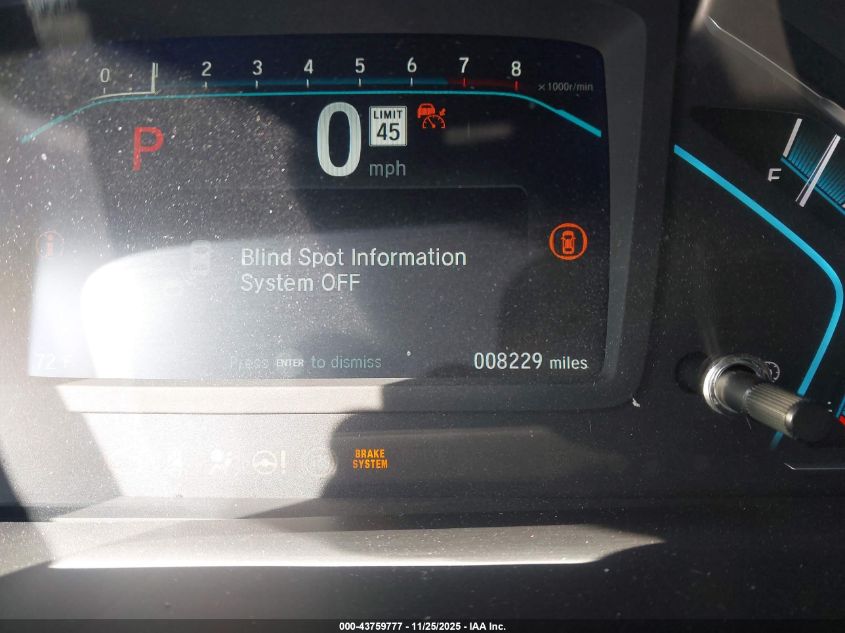 0 2 3 4 5 6 7 8
×1000r/min
P 0 LIMIT
45
mph
F
Blind Spot Information
System OFF
72
Press ENTER to dismiss
008229 miles
BRAKE
SYSTEM
000-43759777 - 11/25/2025 - IAA Inc.